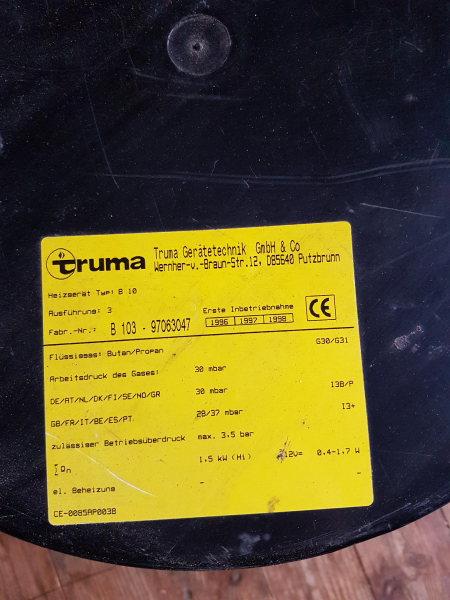 Truma
Truma Gerätetechnik GmbH & Co
Wernher-v.-Braun-Str.12, D85640 Putzbrunn
Heizgerät Typ: B 10
Ausführung: 3
Erste Inbetriebnahme
CE
Fabr.-Nr.: B 103 - 97063047
1996 1997 1998
Flüssiggas: Butan/Propan G30/G31
Arbeitsdruck des Gases: 30 mbar
DE/AT/NL/DK/FI/SE/NO/GR 30 mbar I3B/P
GB/FR/IT/BE/ES/PT 28/37 mbar I3+
zulässiger Betriebsüberdruck max. 3,5 bar
Qn 1,5 kW (Hi) 12V= 0.4-1.7 W
el. Beheizung - -
CE-0085AP0038